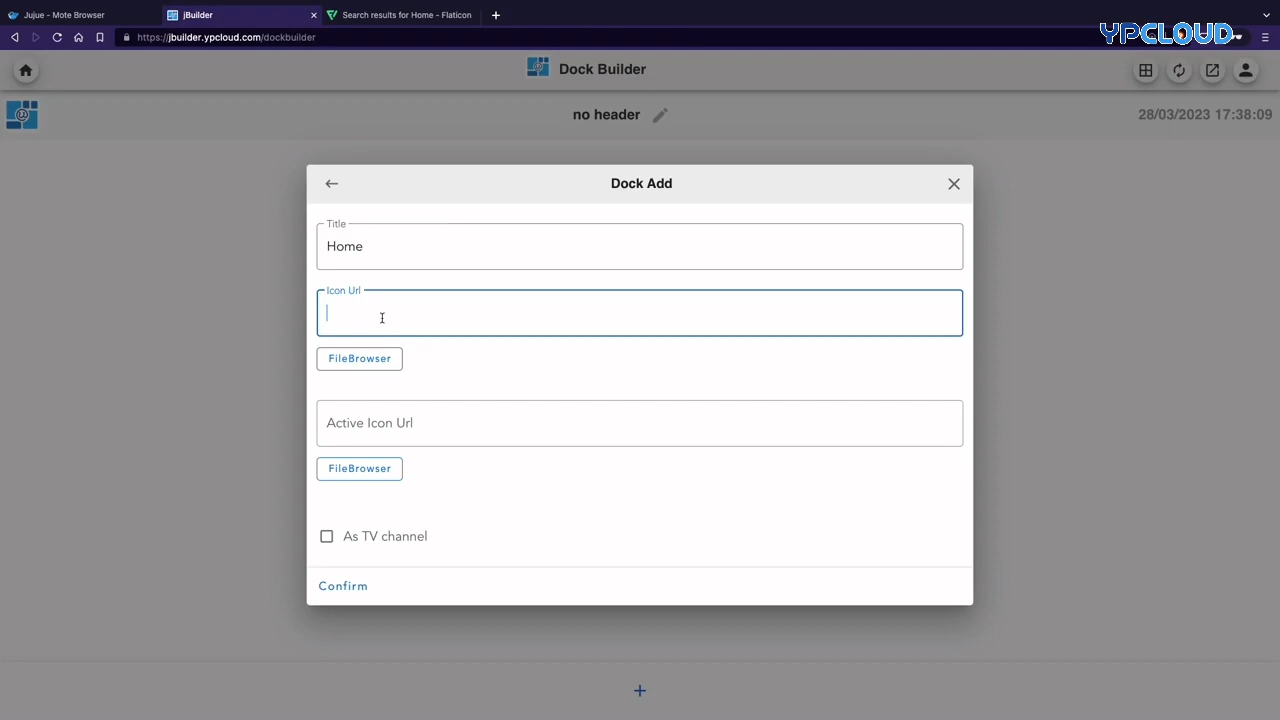 Jujue - Mote Browser
jBuilder
Search results for Home - Flaticon
https://jbuilder.ypcloud.com/dockbuilder
YPCLOUD
Dock Builder
no header
28/03/2023 17:38:09
Dock Add
Title
Home
Icon Url
FileBrowser
Active Icon Url
FileBrowser
As TV channel
Confirm